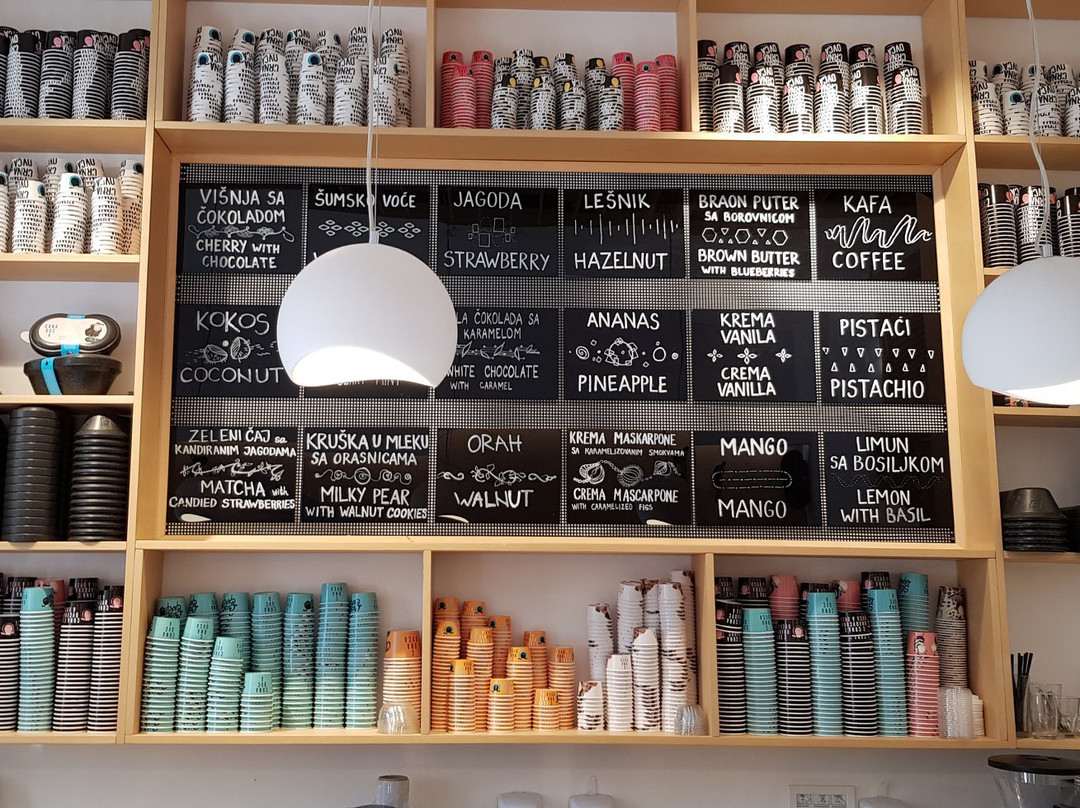 VIŠNJA SA
ČOKOLADOM
CHERRY WITH
CHOCOLATE
ŠUMSKO VOĆE
JAGODA
STRAWBERRY
LEŠNIK
HAZELNUT
BRAON PUTER
SA BOROVNICOM
BROWN BUTTER
WITH BLUEBERRIES
KAFA
COFFEE
KOKOS
COCONUT
ČOKOLADA SA
KARAMELOM
WHITE CHOCOLATE
WITH CARAMEL
ANANAS
PINEAPPLE
KREMA
VANILA
CREMA
VANILLA
PISTAĆI
PISTACHIO
ZELENI ČAJ sa
KANDIRANIM JAGODAMA
MATCHA with
CANDIED STRAWBERRIES
KRUŠKA U MLEKU
SA ORASNICAMA
MILKY PEAR
WITH WALNUT COOKIES
ORAH
WALNUT
KREMA MASKARPONE
SA KARAMELIZOVANIM SMOKVAMA
CREMA MASCARPONE
WITH CARAMELIZED FIGS
MANGO
MANGO
LIMUN
SA BOSILJKOM
LEMON
WITH BASIL